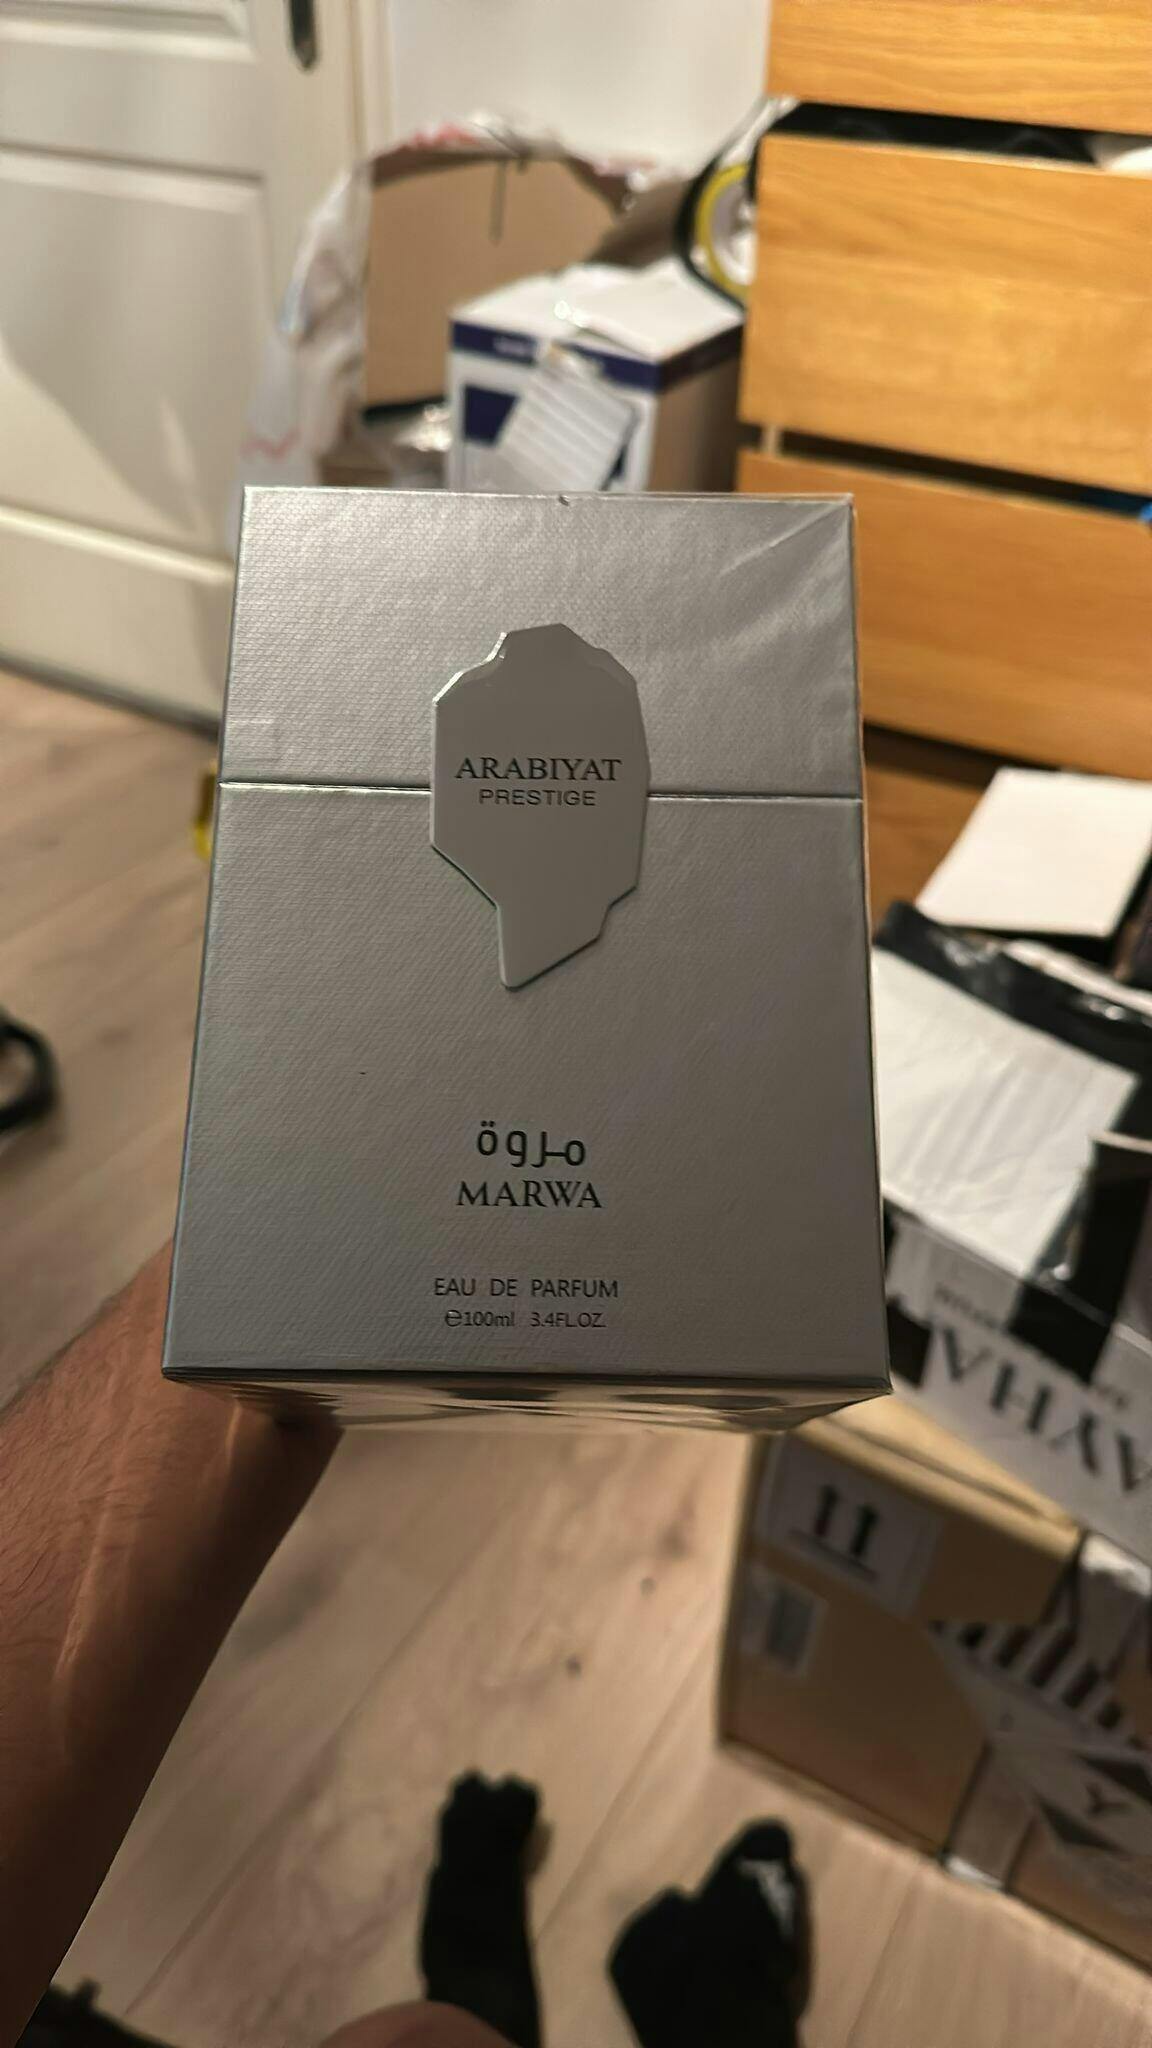 ARABIYAT
PRESTIGE
مروة
MARWA
EAU DE PARFUM
℮100ml 3.4FL.OZ.